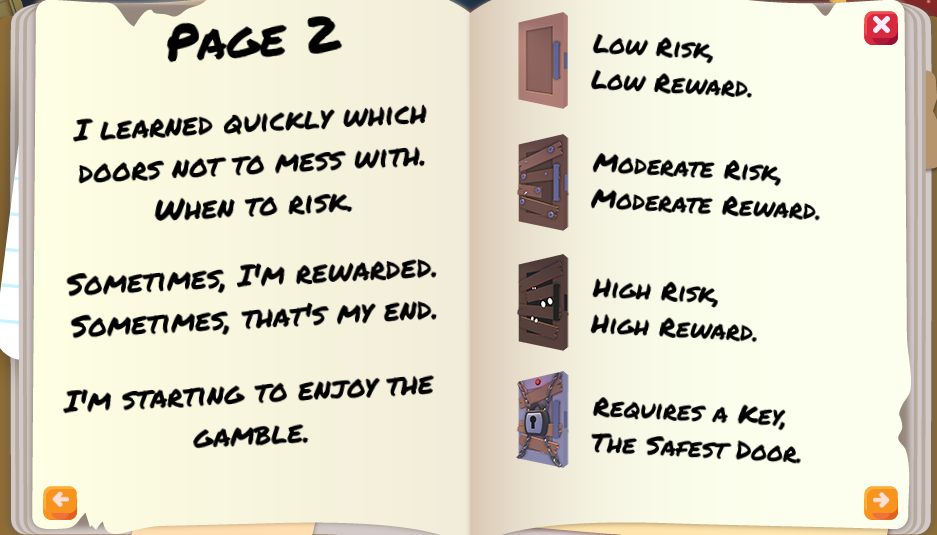 Page 2
I learned quickly which
doors not to mess with.
When to risk.
Sometimes, I'm rewarded.
Sometimes, that's my end.
I'm starting to enjoy the
gamble.
Low Risk,
Low Reward.
Moderate Risk,
Moderate Reward.
High Risk,
High Reward.
Requires a Key,
The Safest Door.